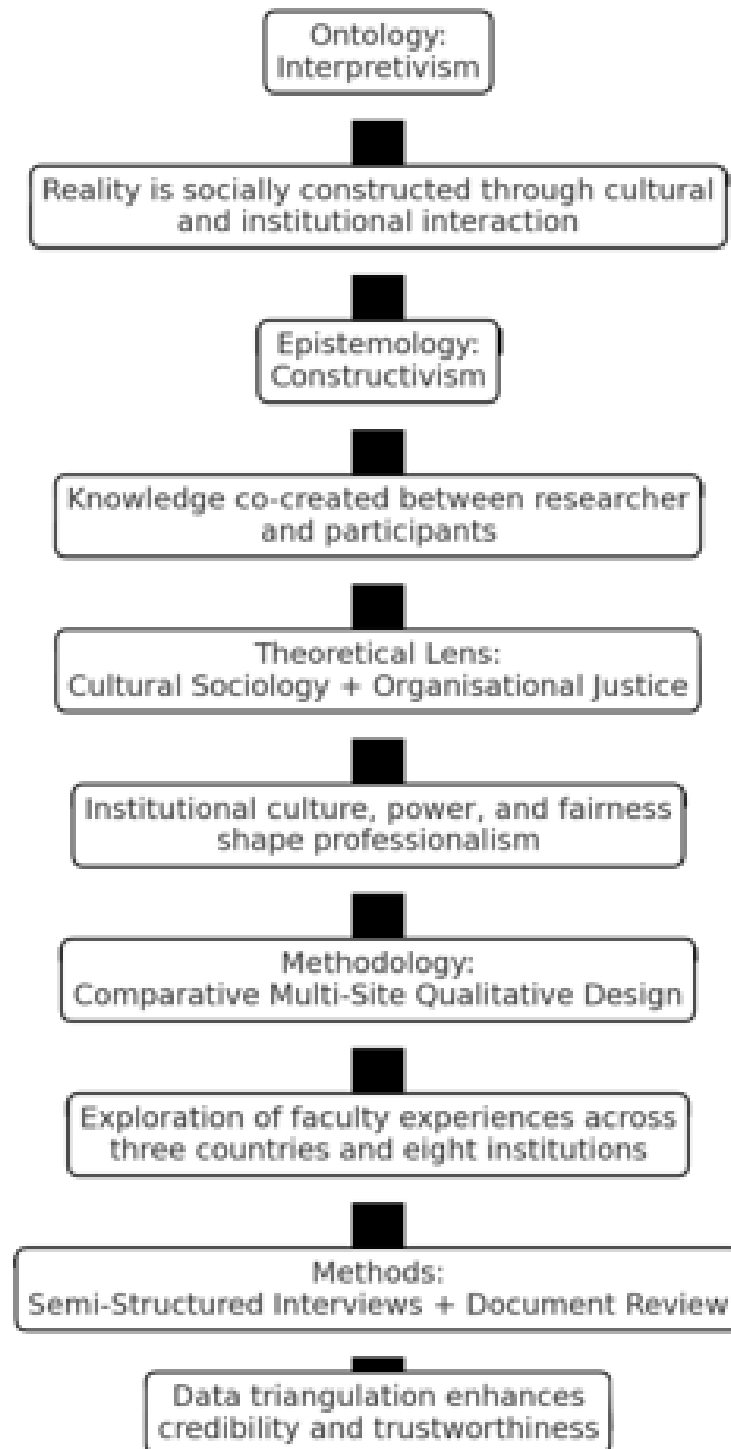 Ontology:
Interpretivism
Reality is socially constructed through cultural
and institutional interaction
Epistemology:
Constructivism
Knowledge co-created between researcher
and participants
Theoretical Lens:
Cultural Sociology + Organisational Justice
Institutional culture, power, and fairness
shape professionalism
Methodology:
Comparative Multi-Site Qualitative Design
Exploration of faculty experiences across
three countries and eight institutions
Methods:
Semi-Structured Interviews + Document Review
Data triangulation enhances
credibility and trustworthiness